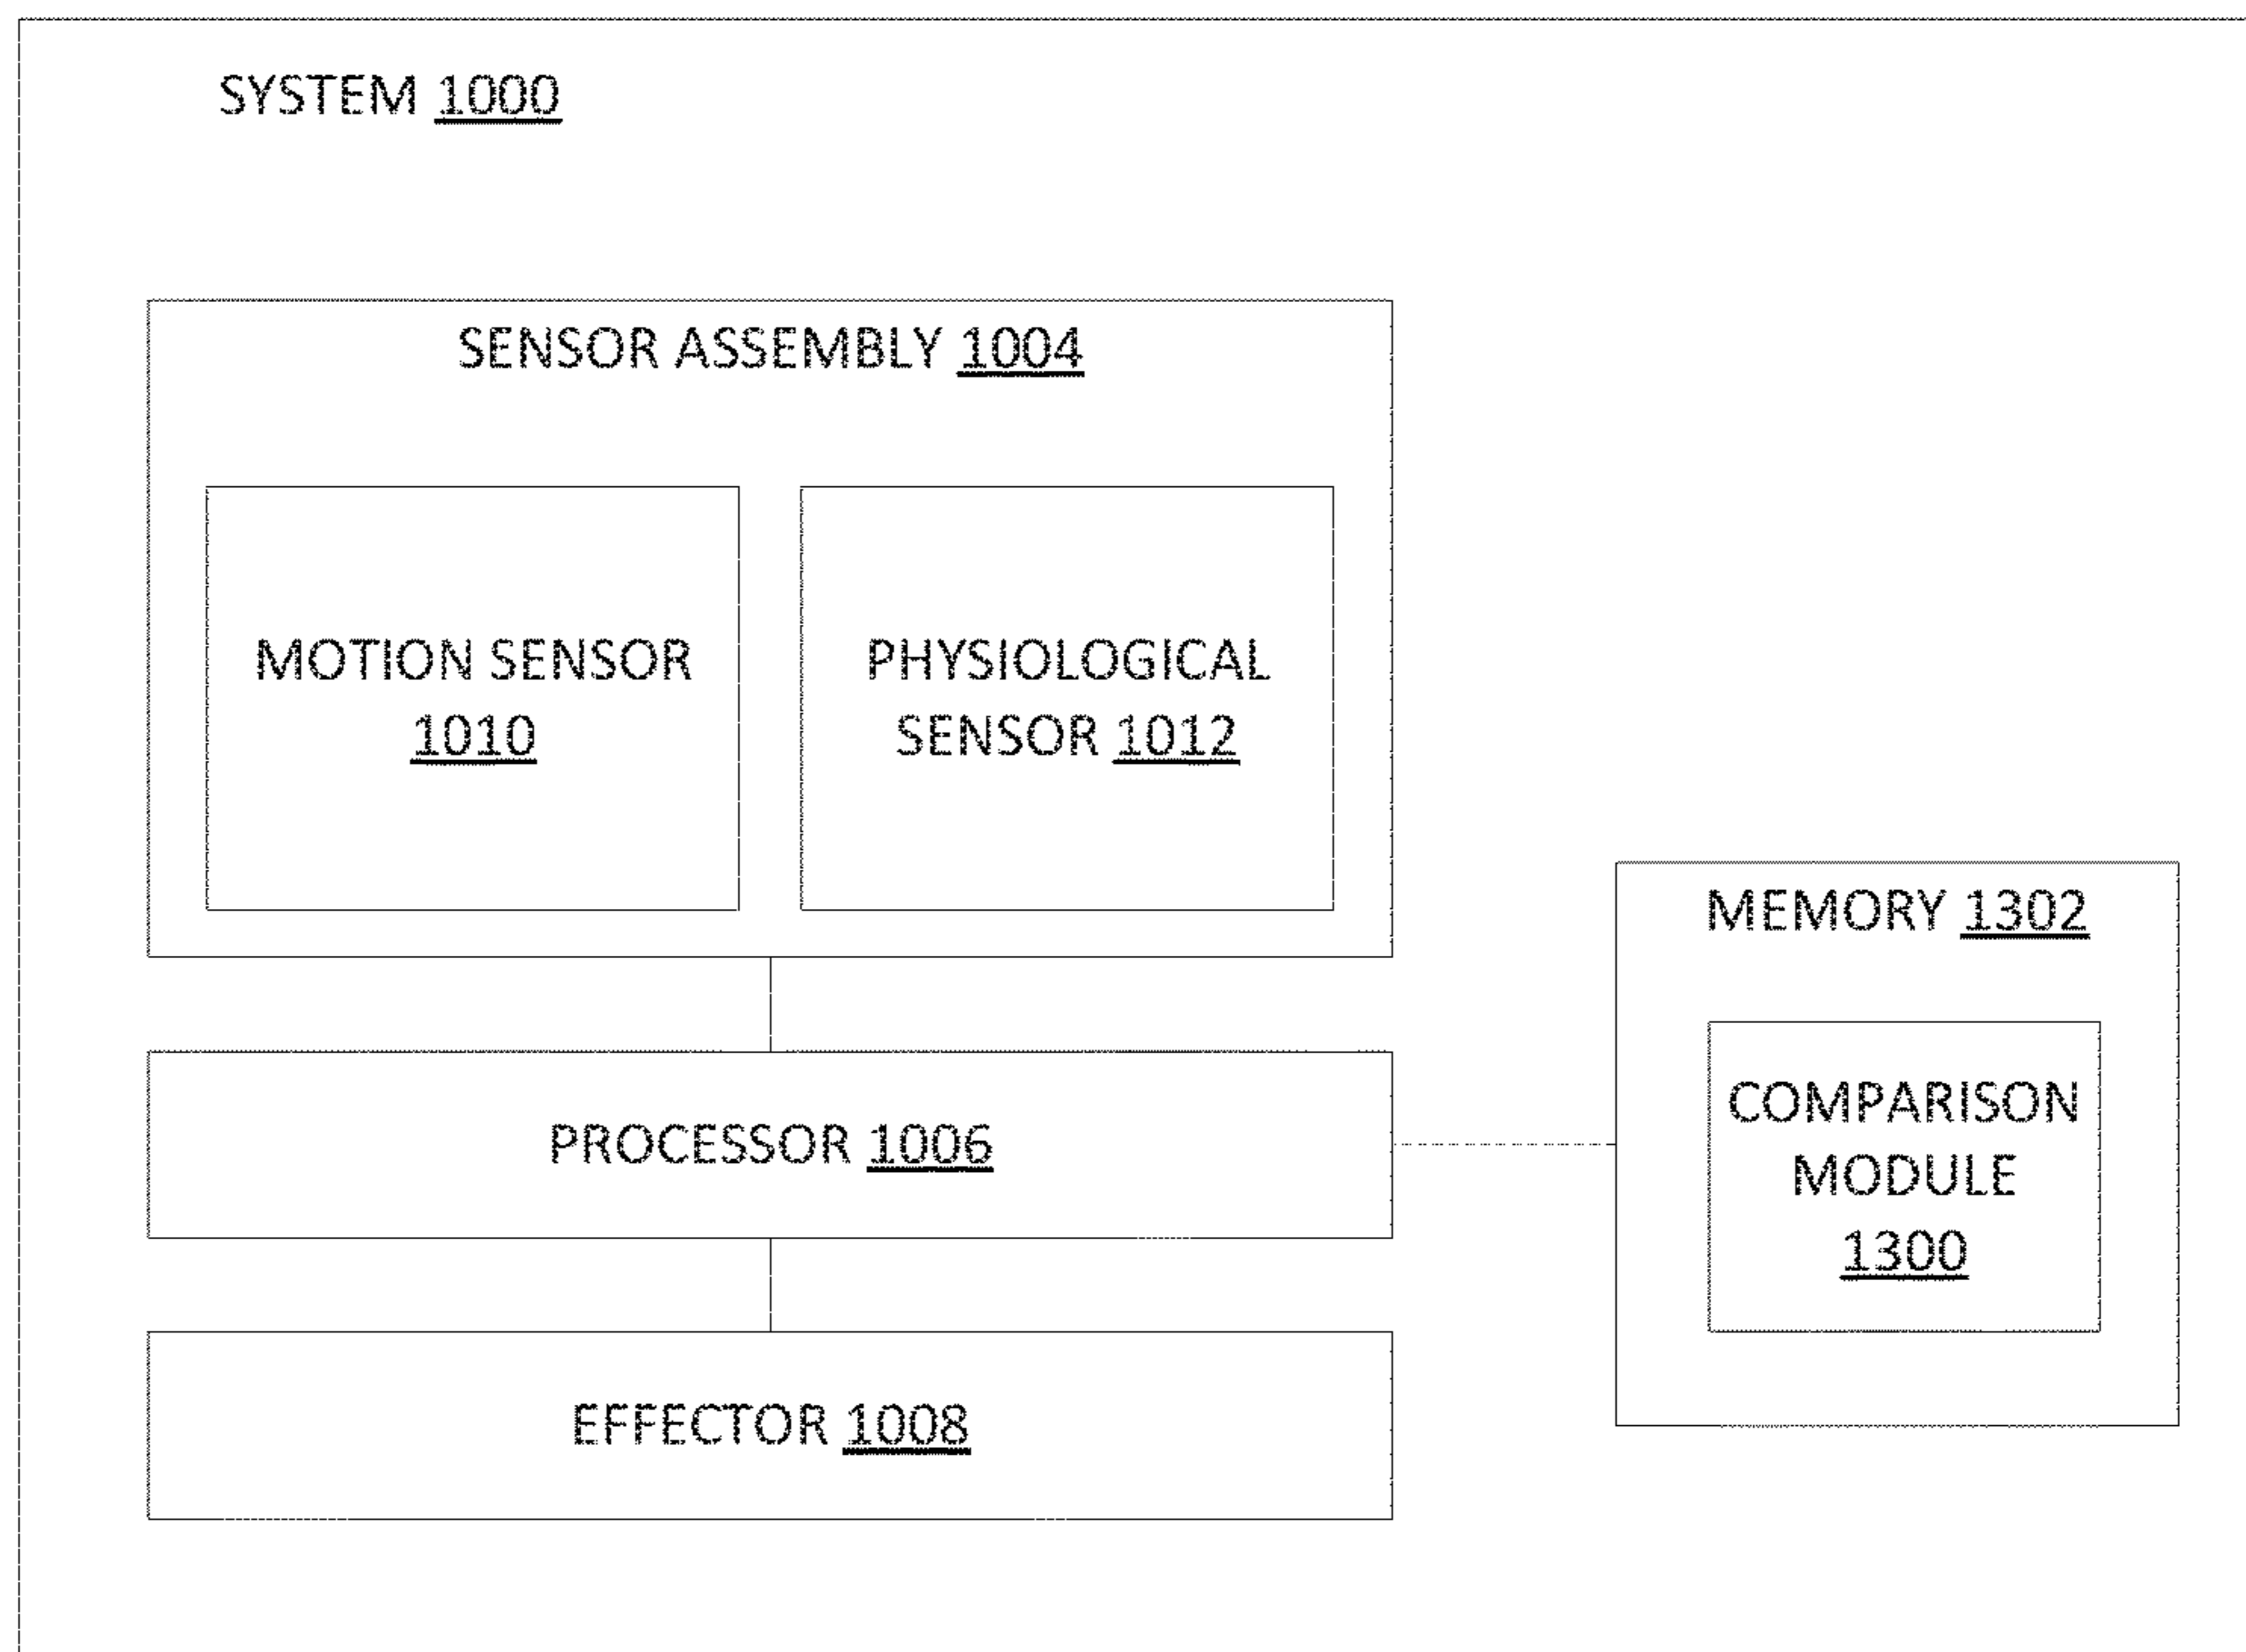 SYSTEM 1000
SENSOR ASSEMBLY 1004
MOTION SENSOR
1010
PHYSIOLOGICAL
SENSOR 1012
MEMORY 1302
COMPARISON
MODULE
1300
PROCESSOR 1006
EFFECTOR 1008